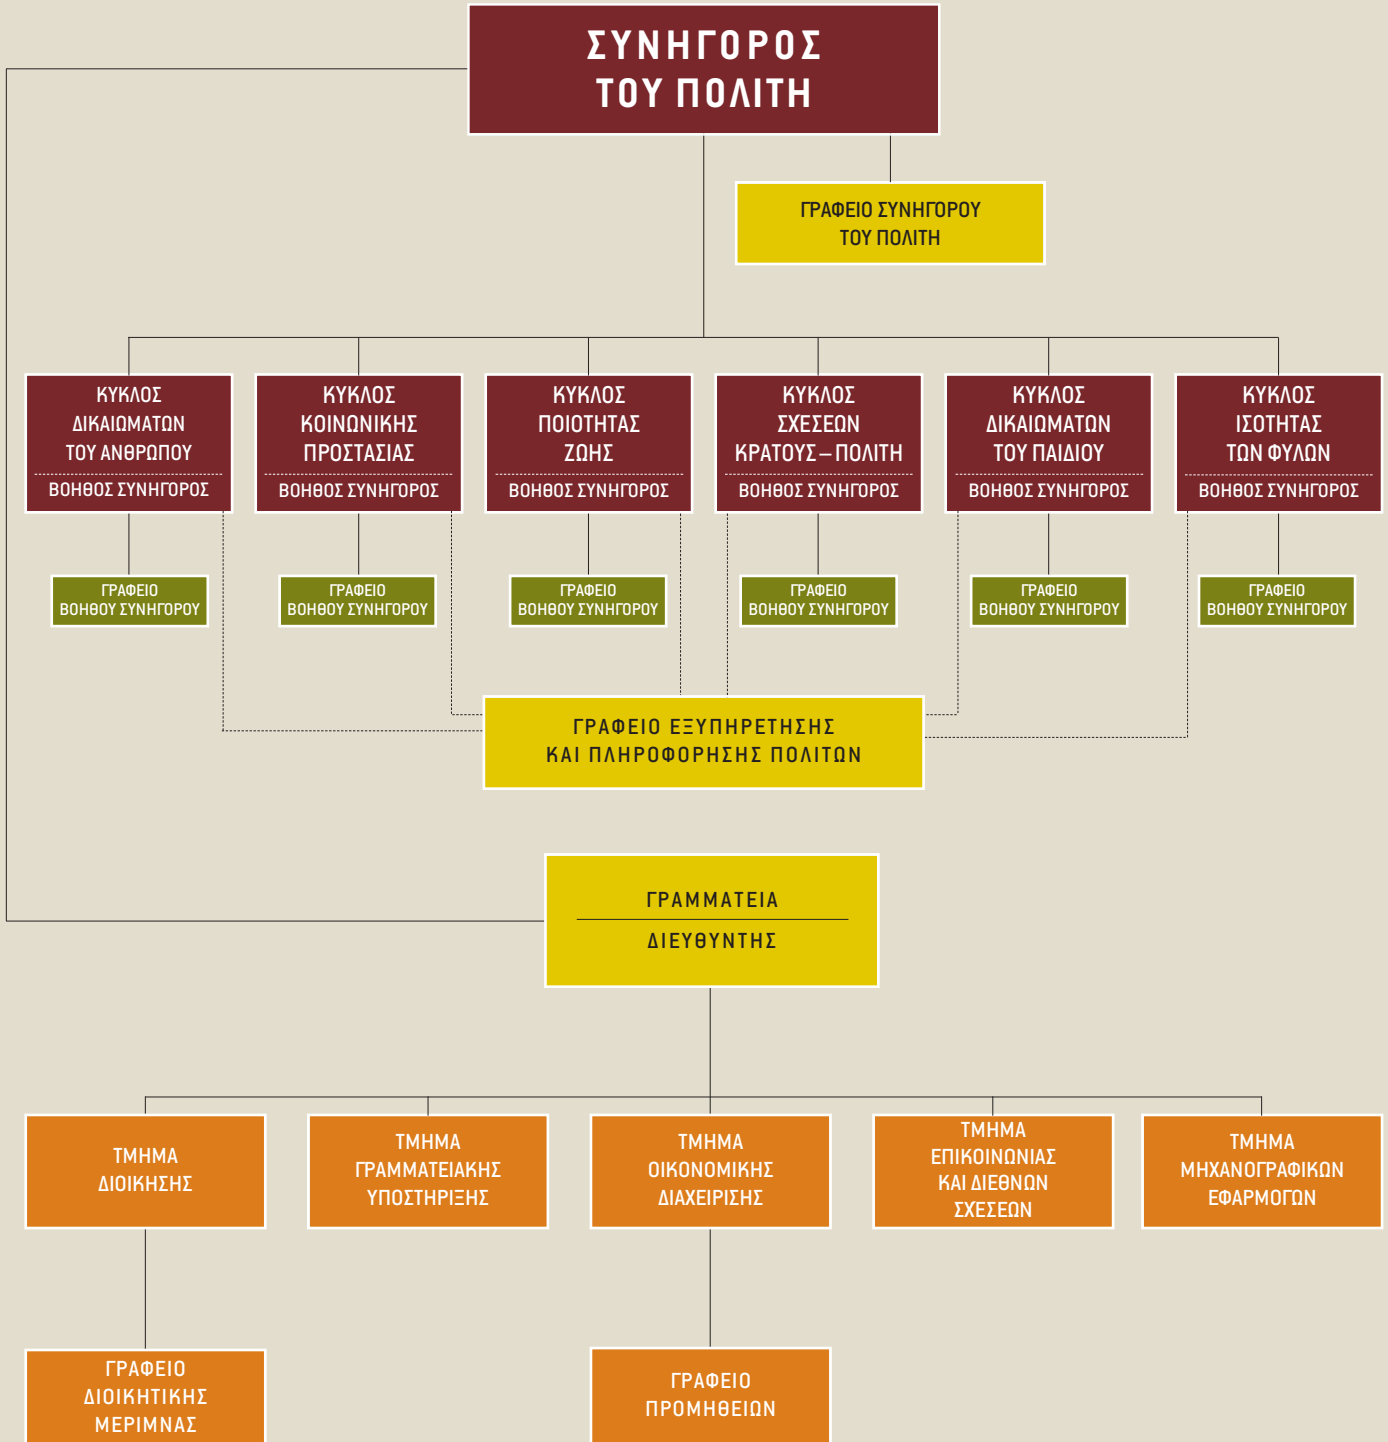 ΣΥΝΗΓΟΡΟΣ
ΤΟΥ ΠΟΛΙΤΗ
ΓΡΑΦΕΙΟ ΣΥΝΗΓΟΡΟΥ
ΤΟΥ ΠΟΛΙΤΗ
ΚΥΚΛΟΣ
ΔΙΚΑΙΩΜΑΤΩΝ
ΤΟΥ ΑΝΘΡΩΠΟΥ
ΒΟΗΘΟΣ ΣΥΝΗΓΟΡΟΣ
ΚΥΚΛΟΣ
ΚΟΙΝΩΝΙΚΗΣ
ΠΡΟΣΤΑΣΙΑΣ
ΒΟΗΘΟΣ ΣΥΝΗΓΟΡΟΣ
ΚΥΚΛΟΣ
ΠΟΙΟΤΗΤΑΣ
ΖΩΗΣ
ΒΟΗΘΟΣ ΣΥΝΗΓΟΡΟΣ
ΚΥΚΛΟΣ
ΣΧΕΣΕΩΝ
ΚΡΑΤΟΥΣ – ΠΟΛΙΤΗ
ΒΟΗΘΟΣ ΣΥΝΗΓΟΡΟΣ
ΚΥΚΛΟΣ
ΔΙΚΑΙΩΜΑΤΩΝ
ΤΟΥ ΠΑΙΔΙΟΥ
ΒΟΗΘΟΣ ΣΥΝΗΓΟΡΟΣ
ΚΥΚΛΟΣ
ΙΣΟΤΗΤΑΣ
ΤΩΝ ΦΥΛΩΝ
ΒΟΗΘΟΣ ΣΥΝΗΓΟΡΟΣ
ΓΡΑΦΕΙΟ
ΒΟΗΘΟΥ ΣΥΝΗΓΟΡΟΥ
ΓΡΑΦΕΙΟ
ΒΟΗΘΟΥ ΣΥΝΗΓΟΡΟΥ
ΓΡΑΦΕΙΟ
ΒΟΗΘΟΥ ΣΥΝΗΓΟΡΟΥ
ΓΡΑΦΕΙΟ
ΒΟΗΘΟΥ ΣΥΝΗΓΟΡΟΥ
ΓΡΑΦΕΙΟ
ΒΟΗΘΟΥ ΣΥΝΗΓΟΡΟΥ
ΓΡΑΦΕΙΟ
ΒΟΗΘΟΥ ΣΥΝΗΓΟΡΟΥ
ΓΡΑΦΕΙΟ ΕΞΥΠΗΡΕΤΗΣΗΣ
ΚΑΙ ΠΛΗΡΟΦΟΡΗΣΗΣ ΠΟΛΙΤΩΝ
ΓΡΑΜΜΑΤΕΙΑ
ΔΙΕΥΘΥΝΤΗΣ
ΤΜΗΜΑ
ΔΙΟΙΚΗΣΗΣ
ΤΜΗΜΑ
ΓΡΑΜΜΑΤΕΙΑΚΗΣ
ΥΠΟΣΤΗΡΙΞΗΣ
ΤΜΗΜΑ
ΟΙΚΟΝΟΜΙΚΗΣ
ΔΙΑΧΕΙΡΙΣΗΣ
ΤΜΗΜΑ
ΕΠΙΚΟΙΝΩΝΙΑΣ
ΚΑΙ ΔΙΕΘΝΩΝ
ΣΧΕΣΕΩΝ
ΤΜΗΜΑ
ΜΗΧΑΝΟΓΡΑΦΙΚΩΝ
ΕΦΑΡΜΟΓΩΝ
ΓΡΑΦΕΙΟ
ΔΙΟΙΚΗΤΙΚΗΣ
ΜΕΡΙΜΝΑΣ
ΓΡΑΦΕΙΟ
ΠΡΟΜΗΘΕΙΩΝ